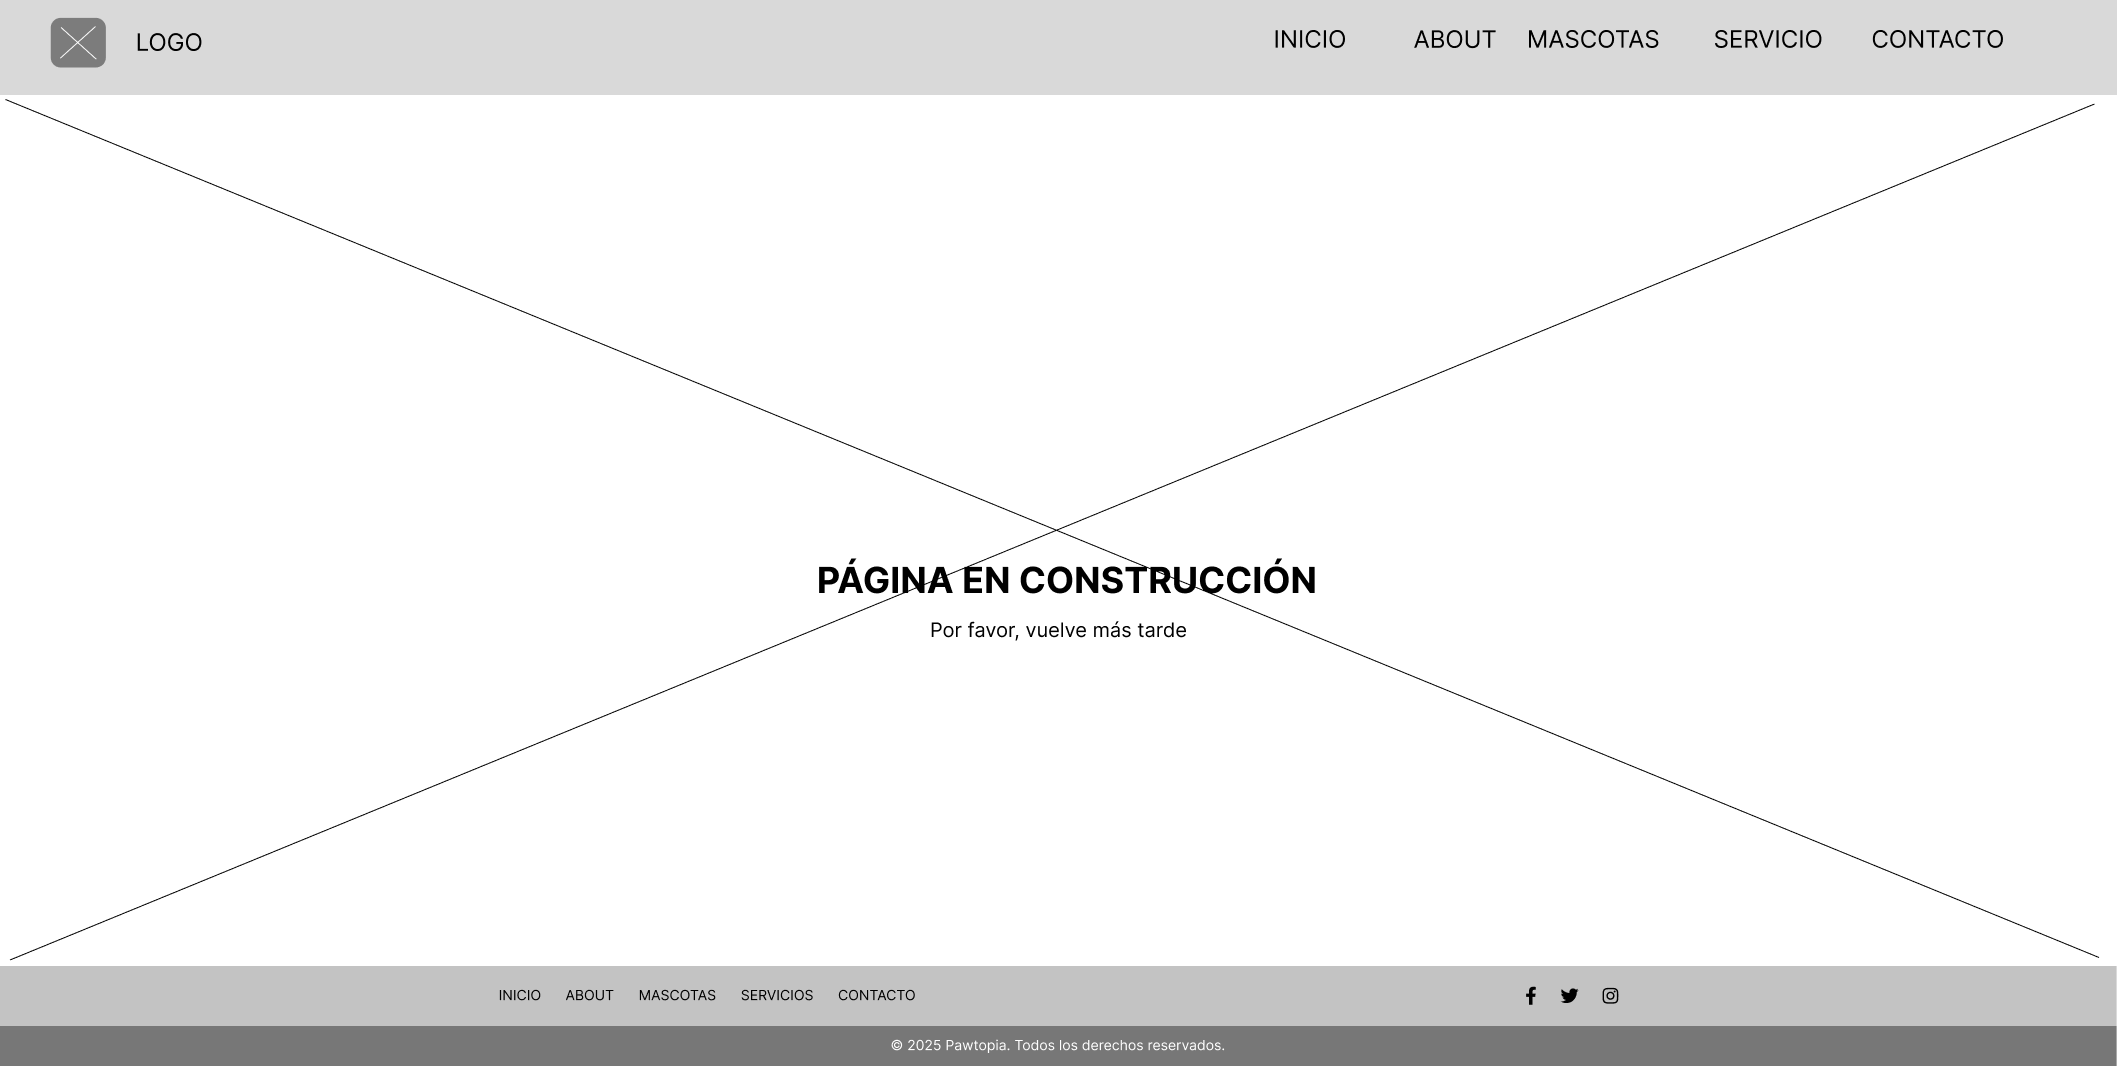 LOGO
INICIO ABOUT MASCOTAS SERVICIO CONTACTO
PÁGINA EN CONSTRUCCIÓN
Por favor, vuelve más tarde
INICIO ABOUT MASCOTAS SERVICIOS CONTACTO
© 2025 Pawtopia. Todos los derechos reservados.